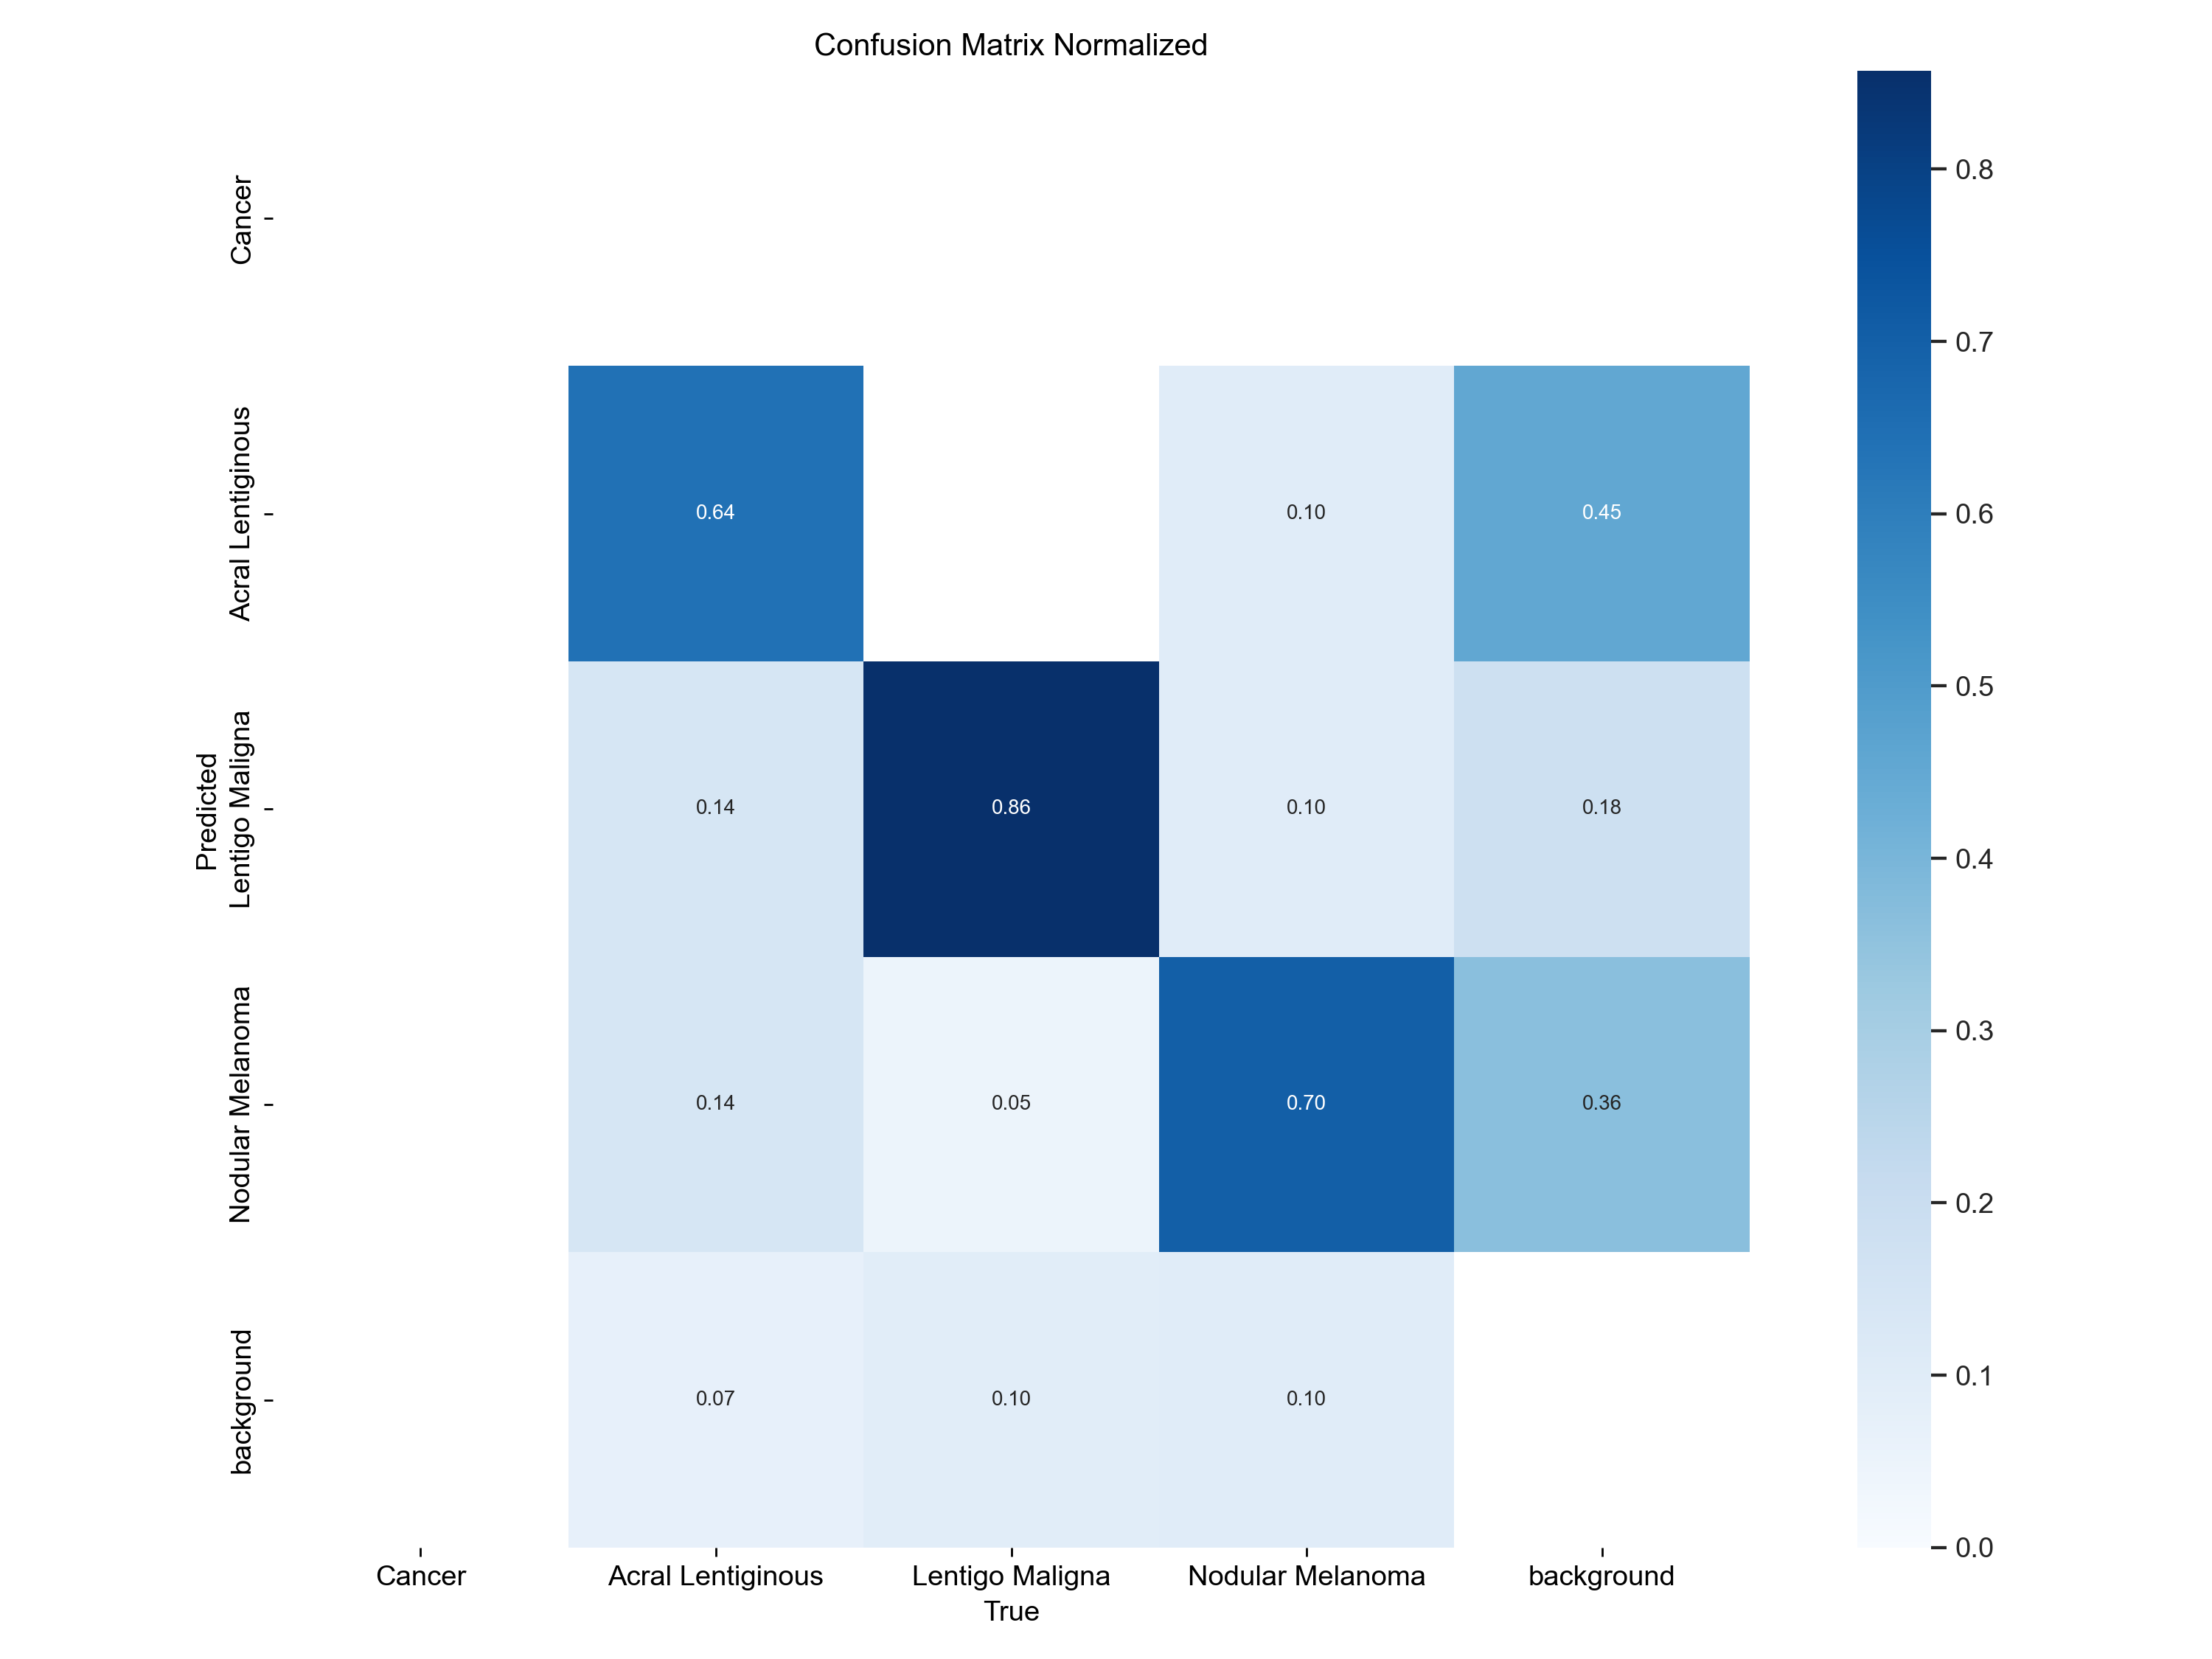 Confusion Matrix Normalized
Cancer
Acral Lentiginous
Lentigo Maligna
Nodular Melanoma
background
Predicted
0.64
0.10
0.45
0.14
0.86
0.10
0.18
0.14
0.05
0.70
0.36
0.07
0.10
0.10
Cancer
Acral Lentiginous
Lentigo Maligna
Nodular Melanoma
background
True
0.8
0.7
0.6
0.5
0.4
0.3
0.2
0.1
0.0